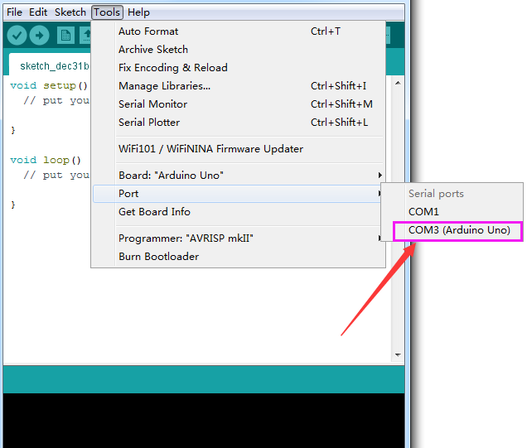 File Edit Sketch Tools Help
Auto Format Ctrl+T
Archive Sketch
Fix Encoding & Reload
Manage Libraries... Ctrl+Shift+I
Serial Monitor Ctrl+Shift+M
Serial Plotter Ctrl+Shift+L
WiFi101 / WiFiNINA Firmware Updater
Board: "Arduino Uno"
Port
Get Board Info
Programmer: "AVRISP mkII"
Burn Bootloader
Serial ports
COM1
COM3 (Arduino Uno)
sketch_dec31b
void setup()
// put you
}
void loop()
// put you
}